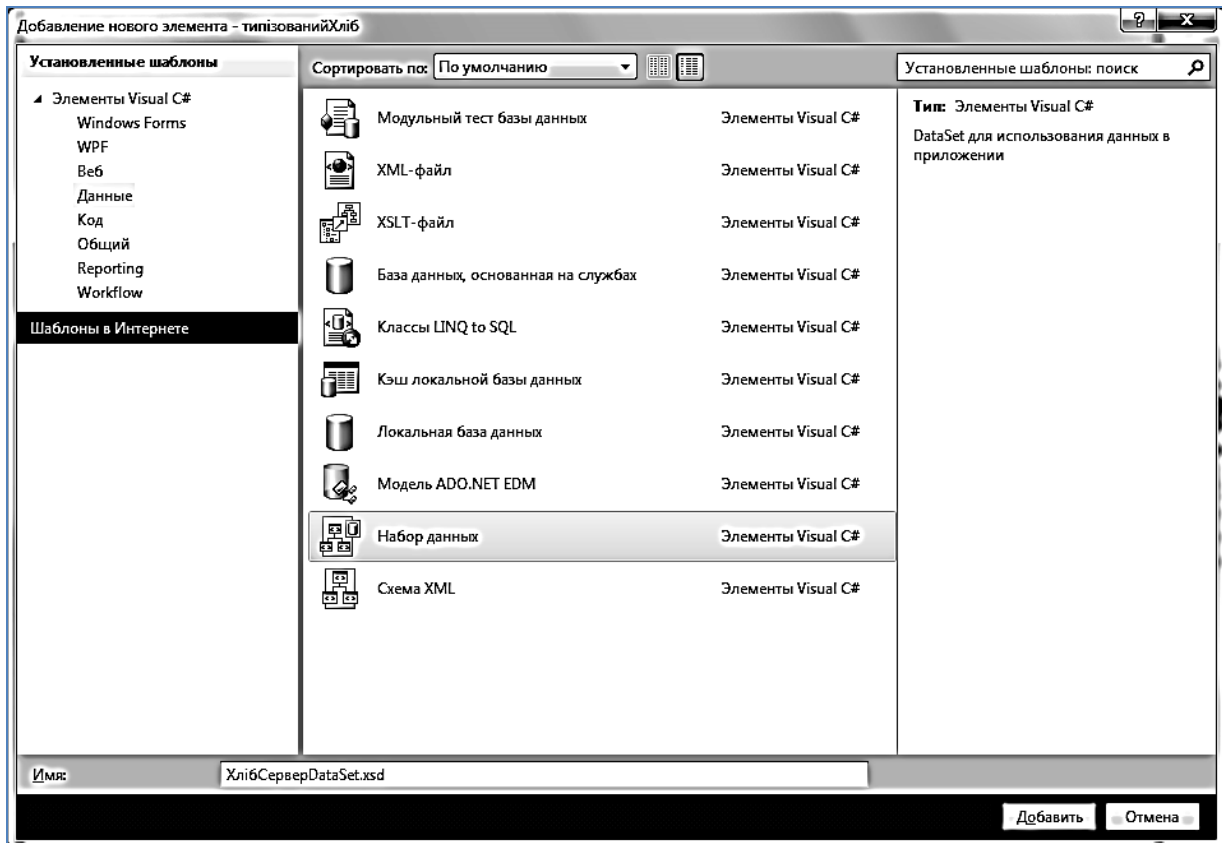 Добавление нового элемента - типізованийХліб
Установленные шаблоны
Элементы Visual C#
Windows Forms
WPF
Веб
Данные
Код
Общий
Reporting
Workflow
Шаблоны в Интернете
Сортировать по: По умолчанию
Модульный тест базы данных Элементы Visual C#
XML-файл Элементы Visual C#
XSLT-файл Элементы Visual C#
База данных, основанная на службах Элементы Visual C#
Классы LINQ to SQL Элементы Visual C#
Кэш локальной базы данных Элементы Visual C#
Локальная база данных Элементы Visual C#
Модель ADO.NET EDM Элементы Visual C#
Набор данных Элементы Visual C#
Схема XML Элементы Visual C#
Установленные шаблоны: поиск
Тип: Элементы Visual C#
DataSet для использования данных в
приложении
Имя: ХлібСерверDataSet.xsd
Добавить Отмена